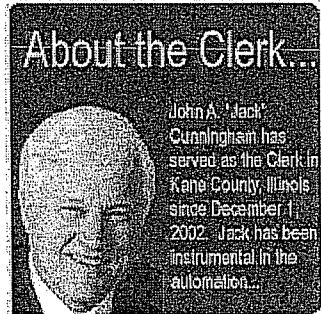 About the Clerk...
John A. "Jack"
Cunningham has
served as the Clerk in
Kane County, Illinois
since December 1,
2002. Jack has been
instrumental in the
automation...